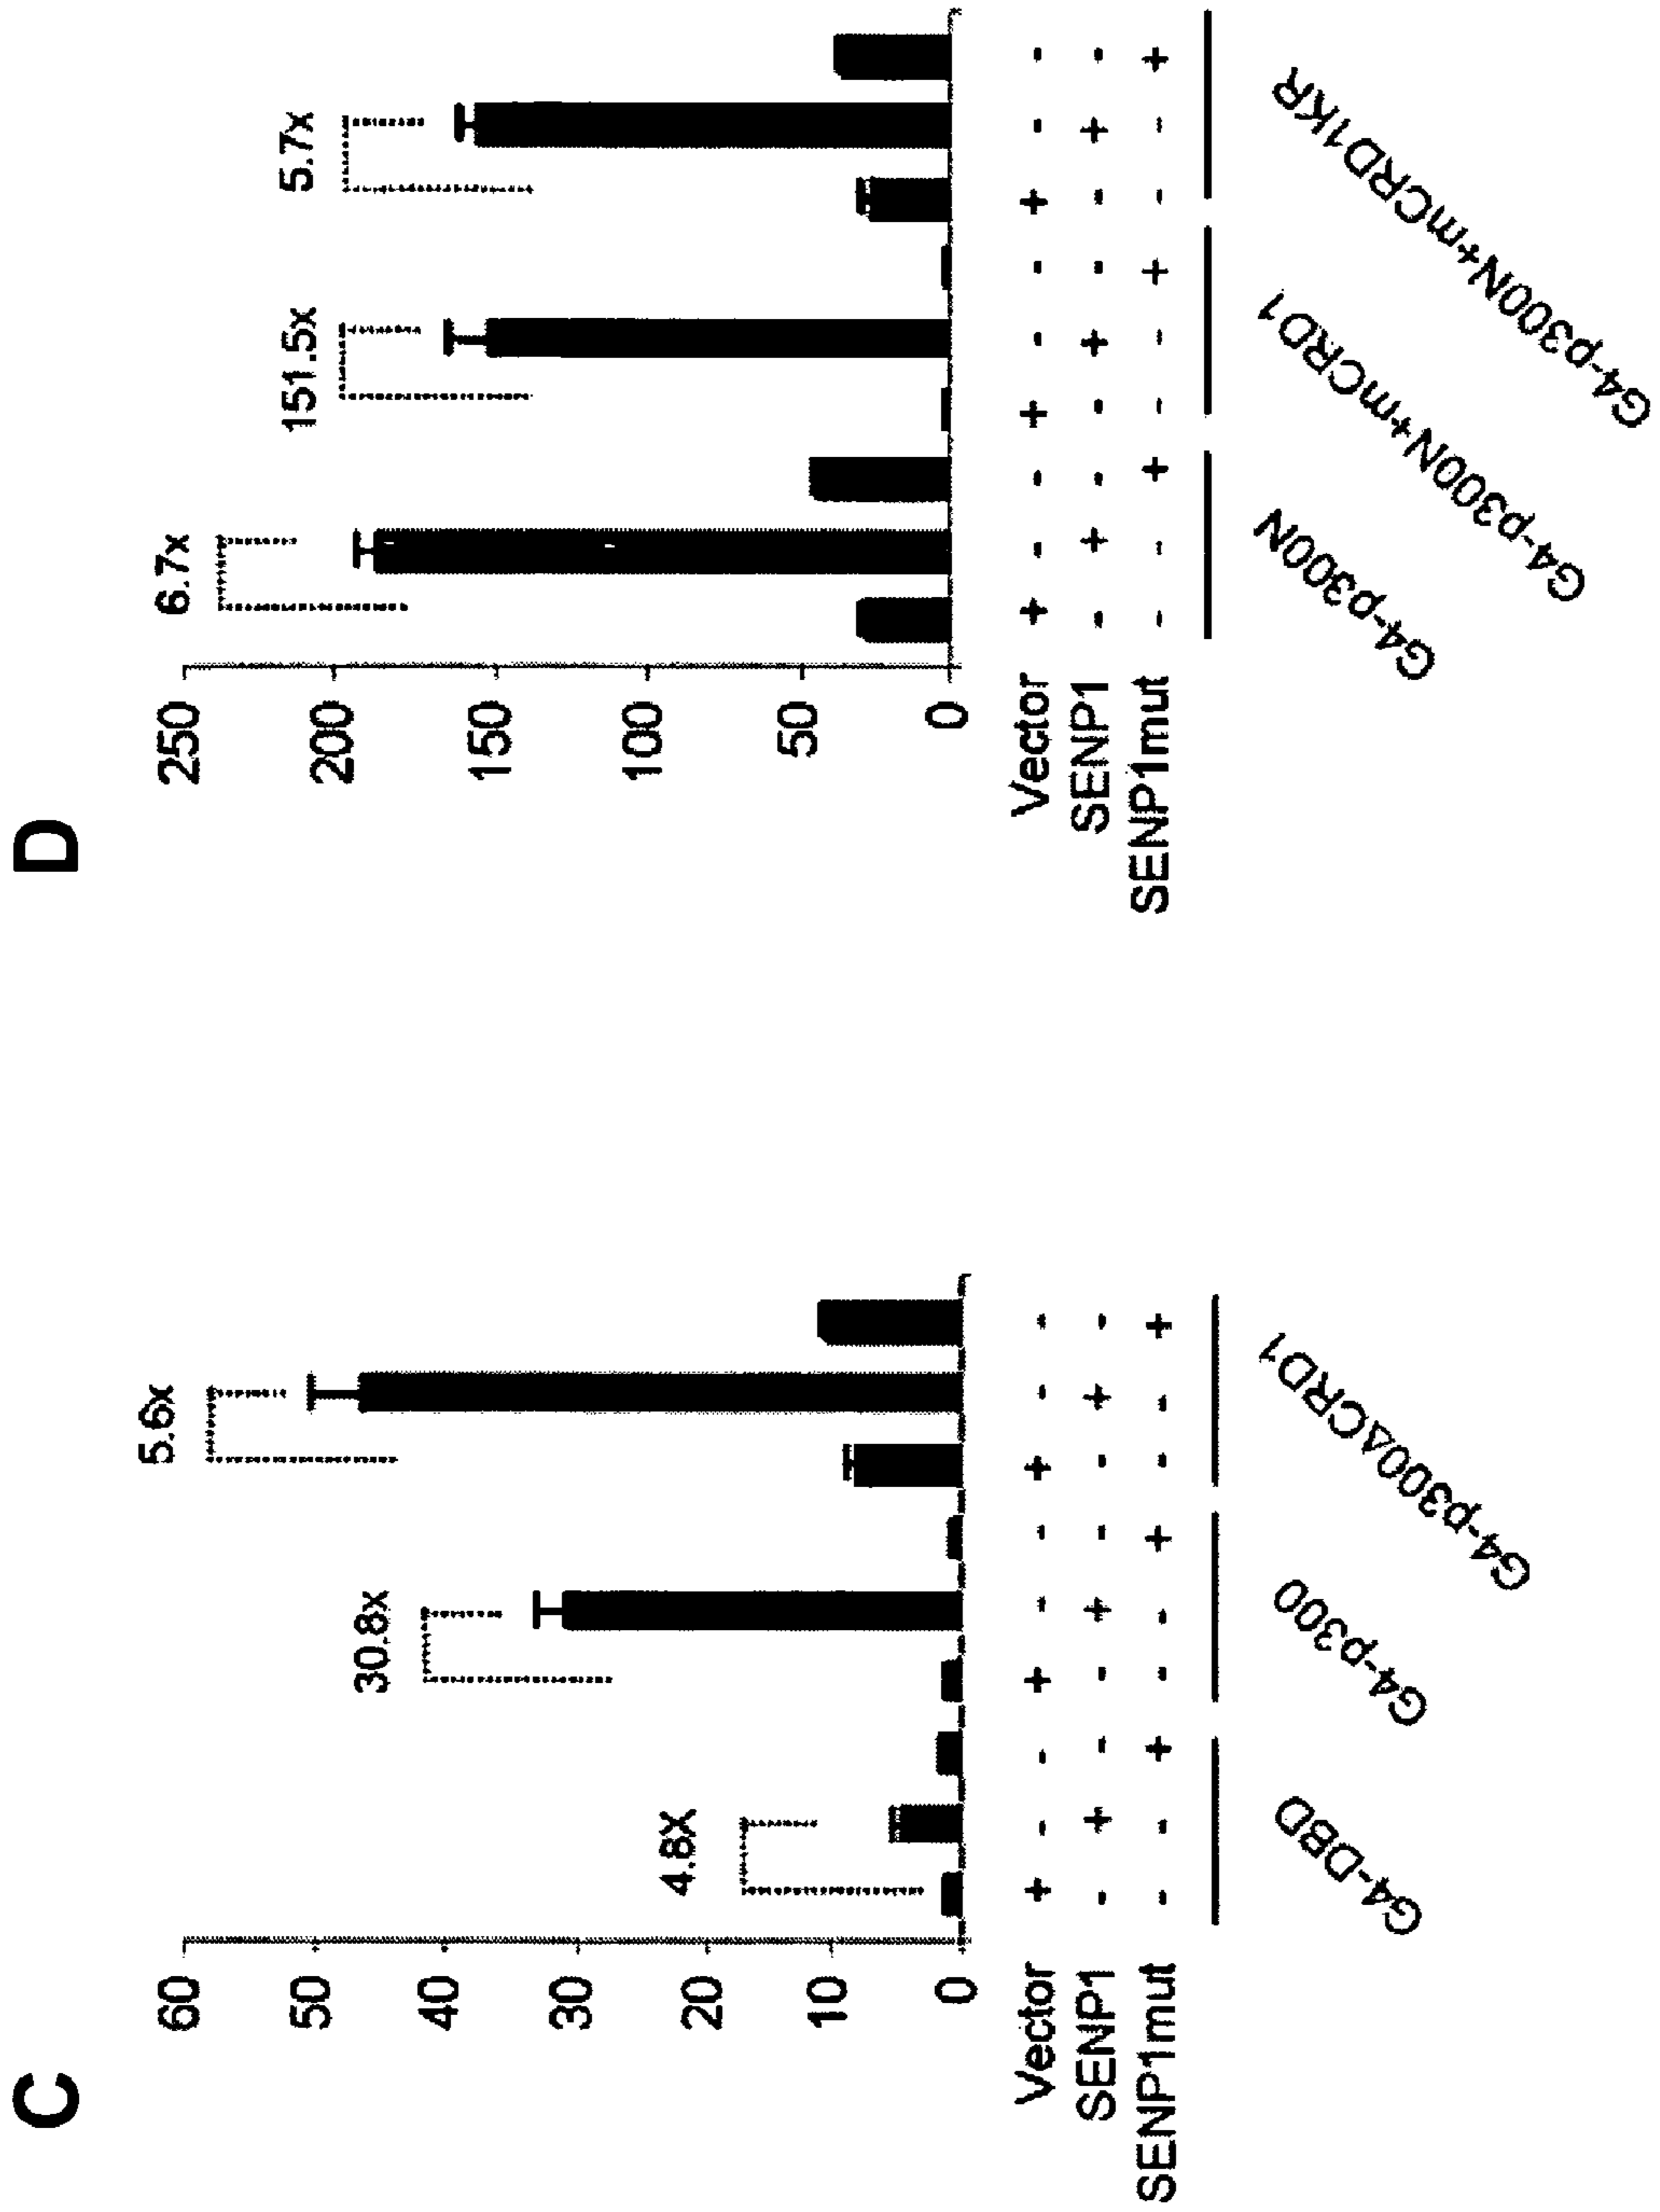 C
60
50
40
30
20
10
0
4.8X
30.8x
5.6x
Vector + - - + - - + - -
SENP1 - + - - + - - + -
SENP1mut - - + - - + - - +
G4-DBD
G4-p300
G4-p300ΔCRD1
D
250
200
150
100
50
0
6.7x
151.5x
5.7x
Vector + - - + - - + - -
SENP1 - + - - + - - + -
SENP1mut - - + - - + - - +
G4-p300N
G4-p300N+mCRD1
G4-p300N+mCRD1KR